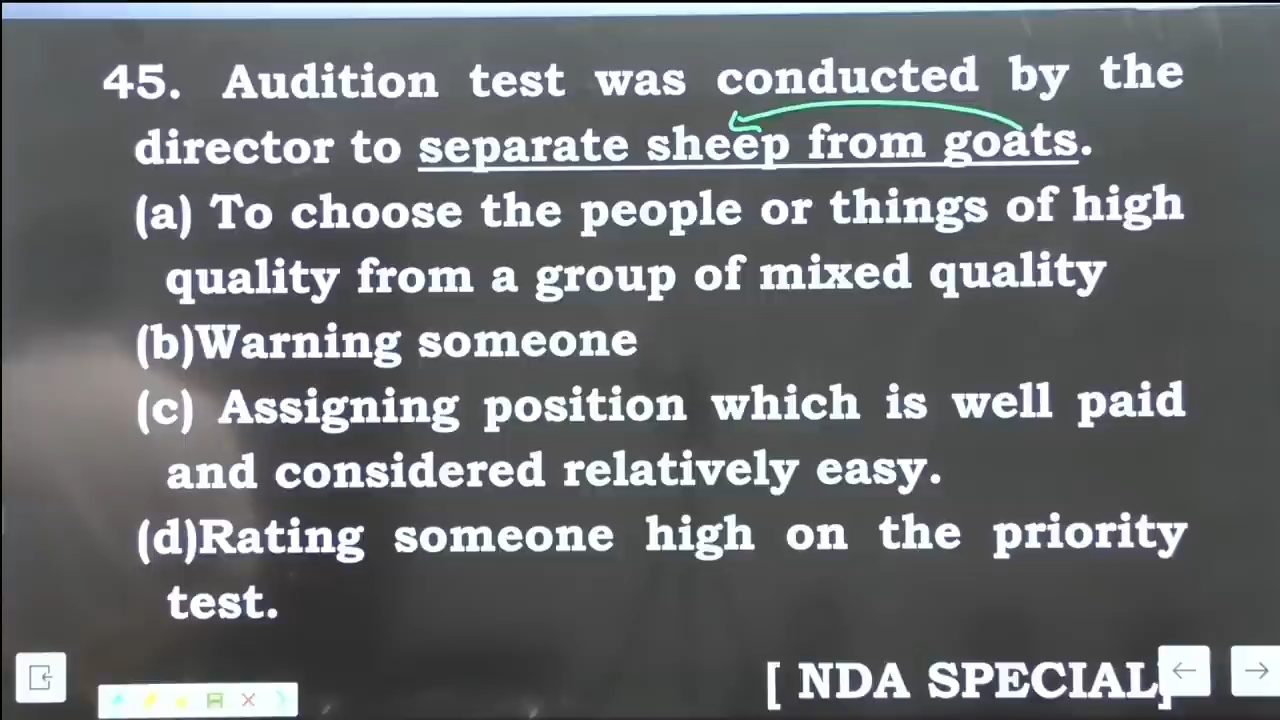 45. Audition test was conducted by the
director to separate sheep from goats.
(a) To choose the people or things of high
quality from a group of mixed quality
(b)Warning someone
(c) Assigning position which is well paid
and considered relatively easy.
(d)Rating someone high on the priority
test.
[ NDA SPECIAL]